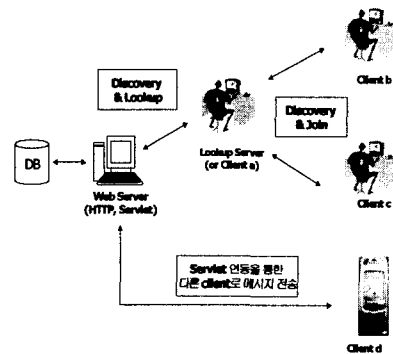 Client b
Discovery
& Lookup
Discovery
& Join
Lookup Server
(or Client a)
DB
Web Server
(HTTP, Servlet)
Client c
Servlet 연동을 통한
다른 client로 메시지 전송
Client d